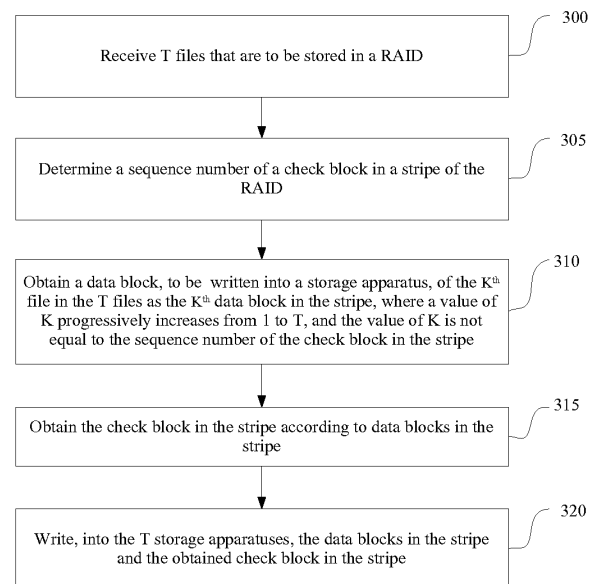 300
Receive T files that are to be stored in a RAID
305
Determine a sequence number of a check block in a stripe of the
RAID
310
Obtain a data block, to be written into a storage apparatus, of the Kth
file in the T files as the Kth data block in the stripe, where a value of
K progressively increases from 1 to T, and the value of K is not
equal to the sequence number of the check block in the stripe
315
Obtain the check block in the stripe according to data blocks in the
stripe
320
Write, into the T storage apparatuses, the data blocks in the stripe
and the obtained check block in the stripe